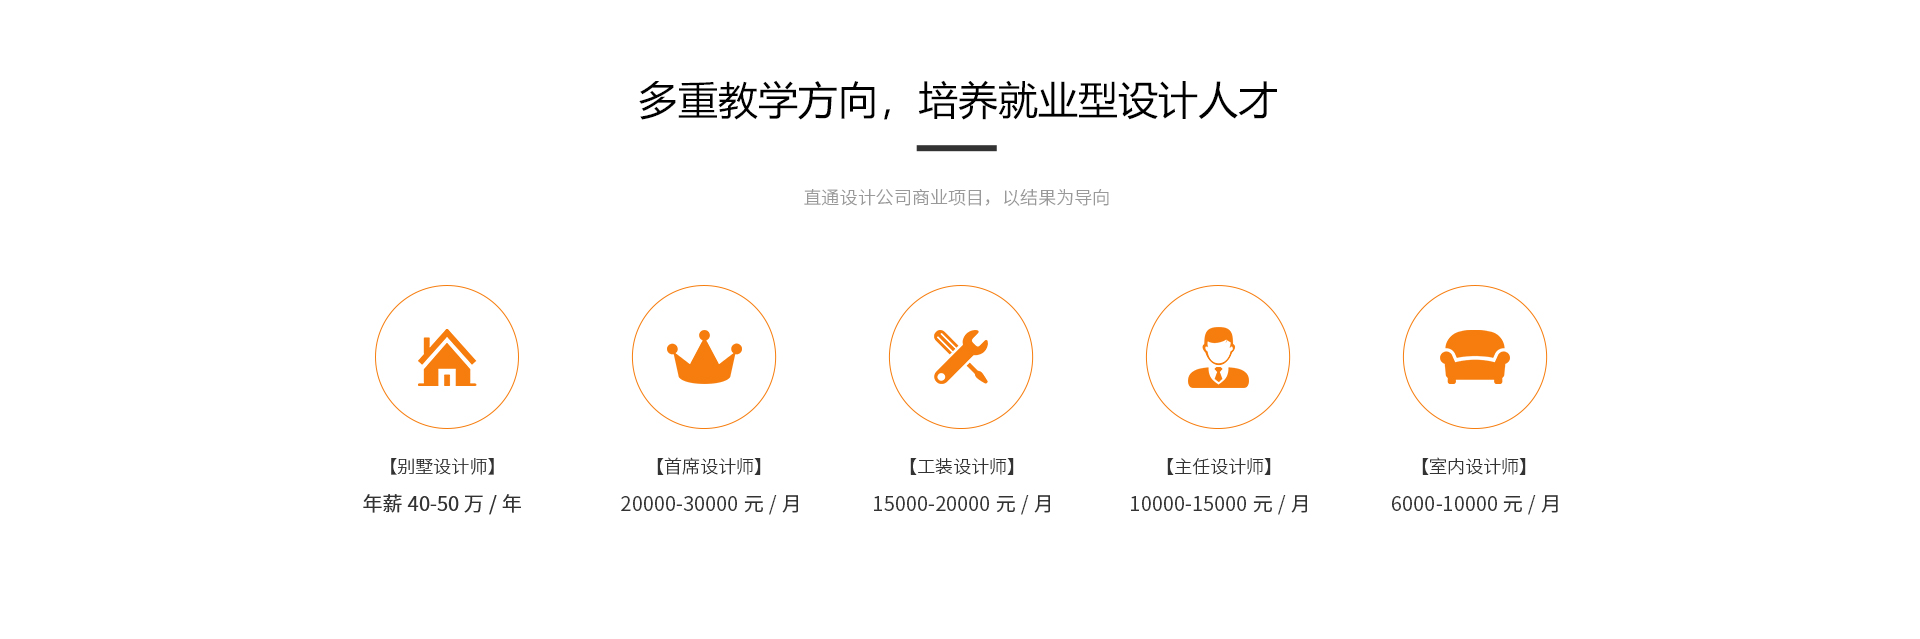 多重教学方向，培养就业型设计人才
直通设计公司商业项目，以结果为导向
【别墅设计师】
年薪 40-50 万 / 年
【首席设计师】
20000-30000 元 / 月
【工装设计师】
15000-20000 元 / 月
【主任设计师】
10000-15000 元 / 月
【室内设计师】
6000-10000 元 / 月